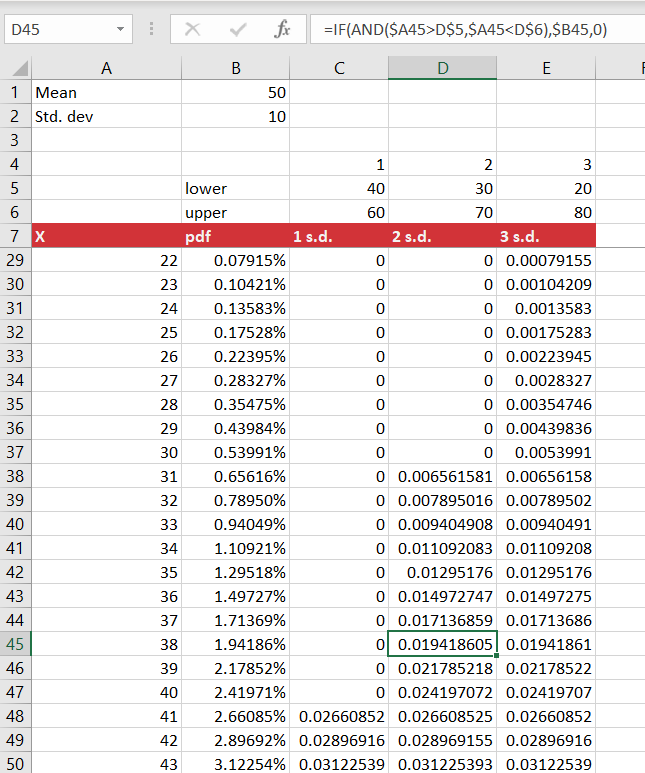 D45 fx =IF(AND($A45>D$5,$A45<D$6),$B45,0)
A B C D E F
1 Mean 50
2 Std. dev 10
3
4 1 2 3
5 lower 40 30 20
6 upper 60 70 80
7 X pdf 1 s.d. 2 s.d. 3 s.d.
29 22 0.07915% 0 0 0.00079155
30 23 0.10421% 0 0 0.00104209
31 24 0.13583% 0 0 0.0013583
32 25 0.17528% 0 0 0.00175283
33 26 0.22395% 0 0 0.00223945
34 27 0.28327% 0 0 0.0028327
35 28 0.35475% 0 0 0.00354746
36 29 0.43984% 0 0 0.00439836
37 30 0.53991% 0 0 0.0053991
38 31 0.65616% 0 0.006561581 0.00656158
39 32 0.78950% 0 0.007895016 0.00789502
40 33 0.94049% 0 0.009404908 0.00940491
41 34 1.10921% 0 0.011092083 0.01109208
42 35 1.29518% 0 0.01295176 0.01295176
43 36 1.49727% 0 0.014972747 0.01497275
44 37 1.71369% 0 0.017136859 0.01713686
45 38 1.94186% 0 0.019418605 0.01941861
46 39 2.17852% 0 0.021785218 0.02178522
47 40 2.41971% 0 0.024197072 0.02419707
48 41 2.66085% 0.02660852 0.026608525 0.02660852
49 42 2.89692% 0.02896916 0.028969155 0.02896916
50 43 3.12254% 0.03122539 0.031225393 0.03122539